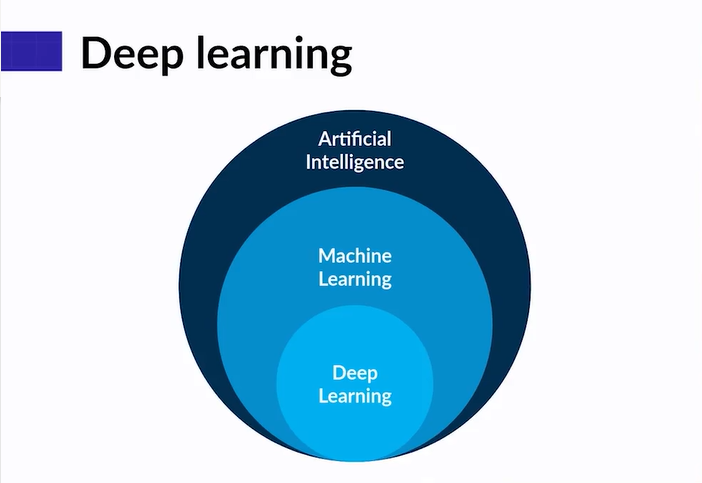 Deep learning
Artificial
Intelligence
Machine
Learning
Deep
Learning